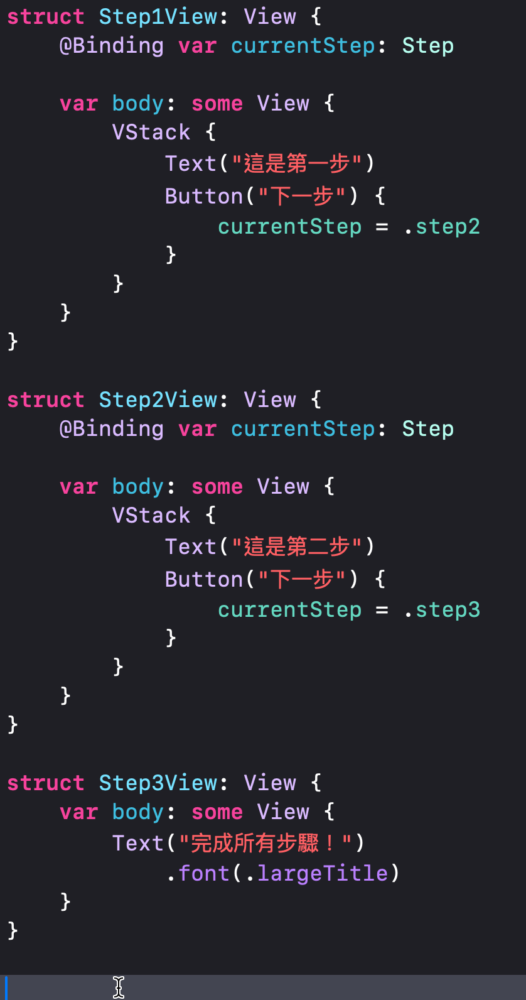 struct Step1View: View {
@Binding var currentStep: Step
var body: some View {
VStack {
Text("這是第一步")
Button("下一步") {
currentStep = .step2
}
}
}
}
struct Step2View: View {
@Binding var currentStep: Step
var body: some View {
VStack {
Text("這是第二步")
Button("下一步") {
currentStep = .step3
}
}
}
}
struct Step3View: View {
var body: some View {
Text("完成所有步驟！")
.font(.largeTitle)
}
}